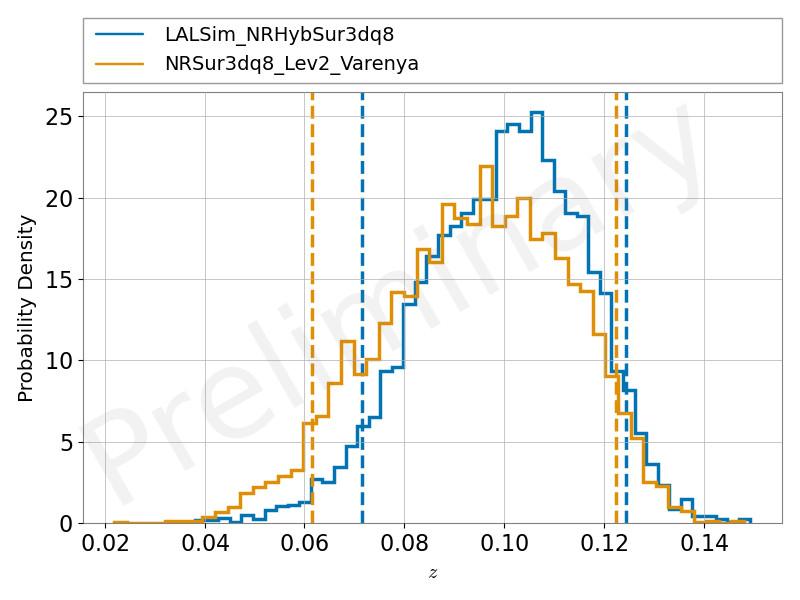 LALSim_NRHybSur3dq8
NRSur3dq8_Lev2_Varenya
Preliminary
Probability Density
25
20
15
10
5
0
0.02 0.04 0.06 0.08 0.10 0.12 0.14
z